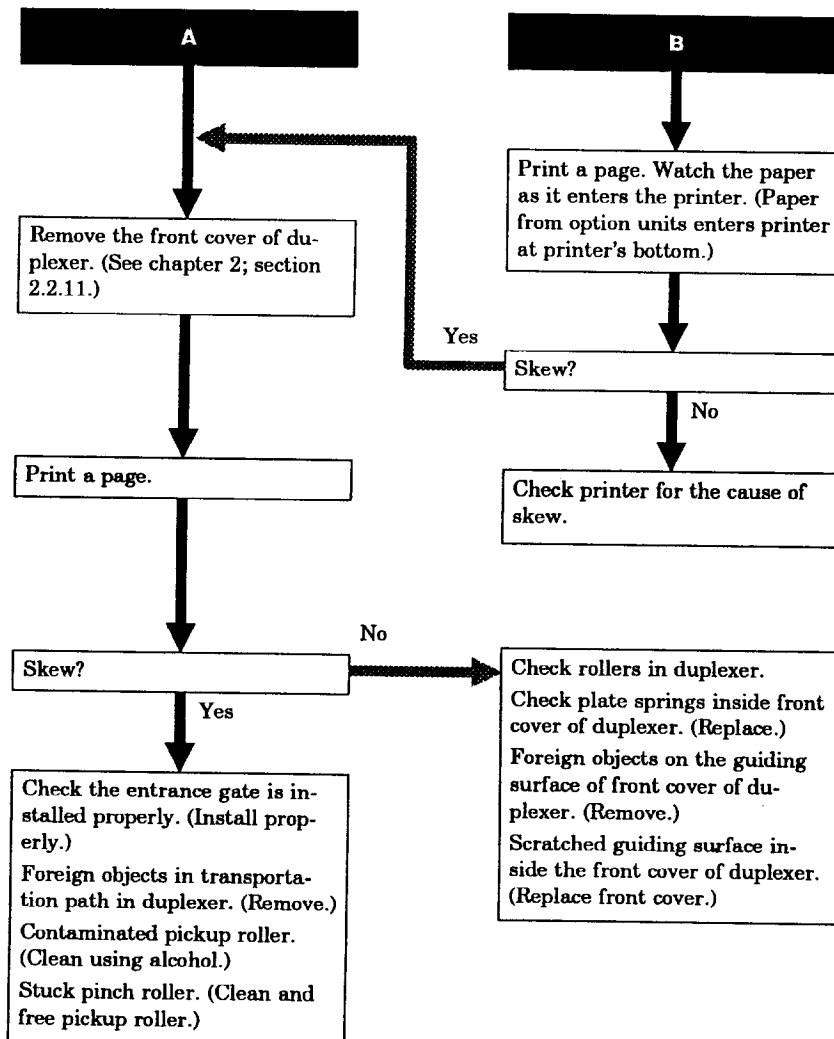 A
Remove the front cover of du-
plexer. (See chapter 2; section
2.2.11.)
Print a page.
Skew?
No
Yes
Check the entrance gate is in-
stalled properly. (Install prop-
erly.)
Foreign objects in transporta-
tion path in duplexer. (Remove.)
Contaminated pickup roller.
(Clean using alcohol.)
Stuck pinch roller. (Clean and
free pickup roller.)
B
Print a page. Watch the paper
as it enters the printer. (Paper
from option units enters printer
at printer's bottom.)
Yes
Skew?
No
Check printer for the cause of
skew.
Check rollers in duplexer.
Check plate springs inside front
cover of duplexer. (Replace.)
Foreign objects on the guiding
surface of front cover of du-
plexer. (Remove.)
Scratched guiding surface in-
side the front cover of duplexer.
(Replace front cover.)